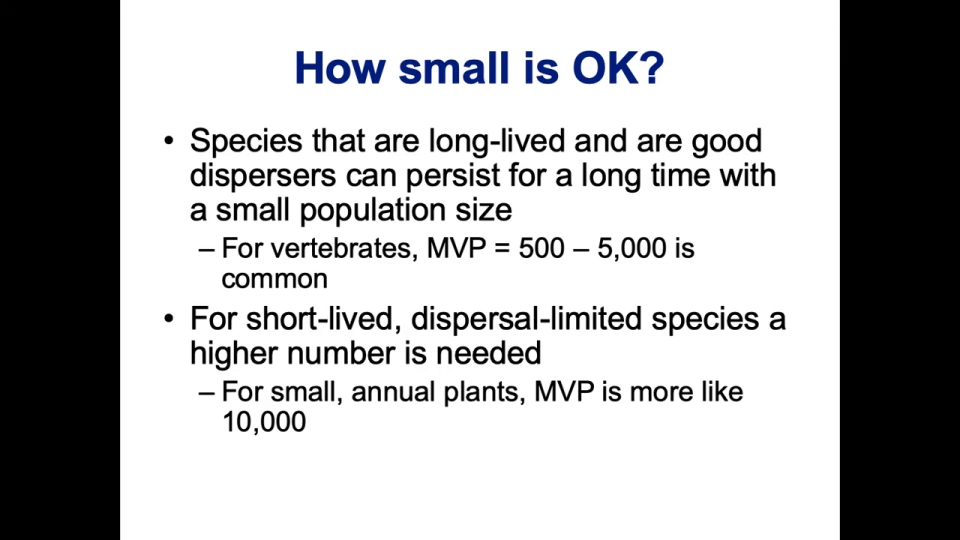 How small is OK?
• Species that are long-lived and are good
dispersers can persist for a long time with
a small population size
– For vertebrates, MVP = 500 – 5,000 is
common
• For short-lived, dispersal-limited species a
higher number is needed
– For small, annual plants, MVP is more like
10,000